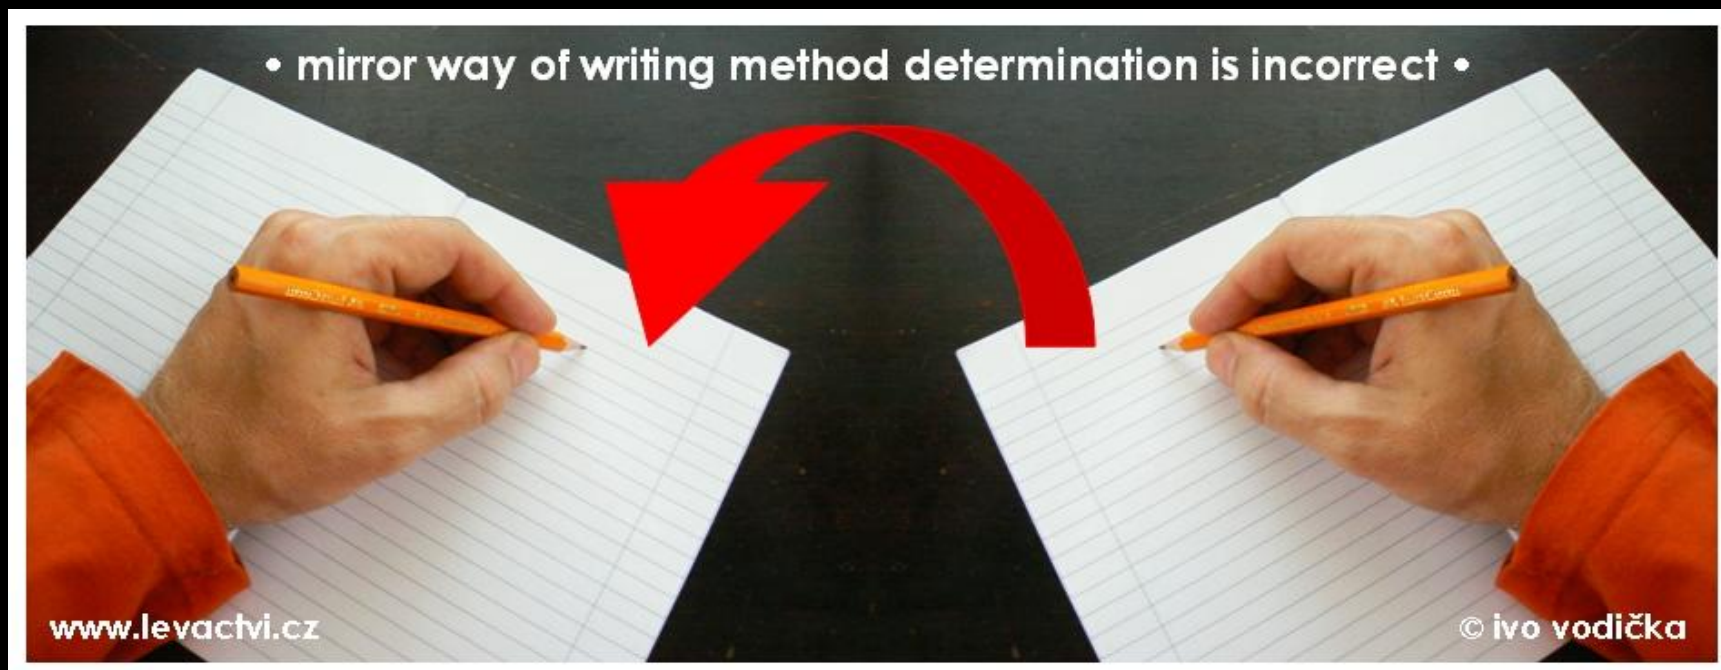 • mirror way of writing method determination is incorrect •
www.levactvi.cz
© ivo vodička